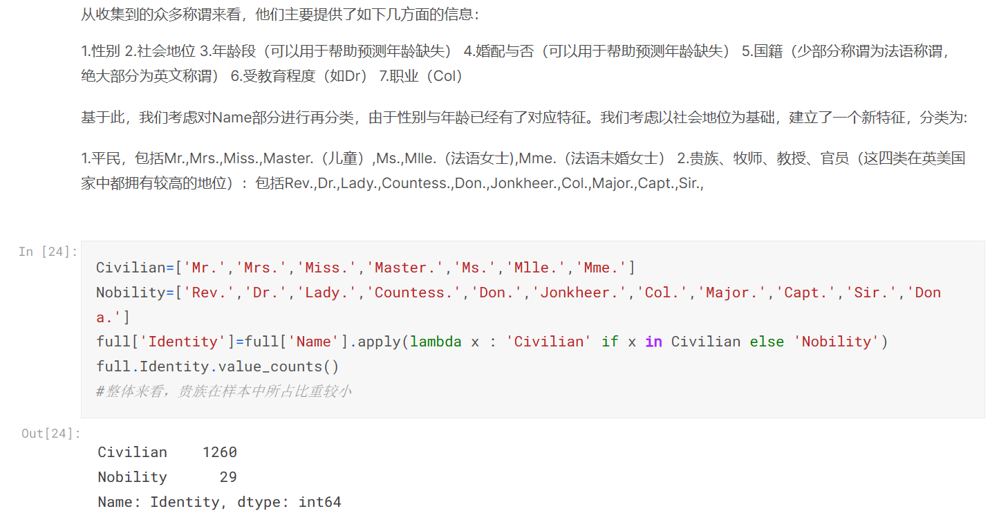 从收集到的众多称谓来看，他们主要提供了如下几方面的信息：
1.性别 2.社会地位 3.年龄段（可以用于帮助预测年龄缺失） 4.婚配与否（可以用于帮助预测年龄缺失） 5.国籍（少部分称谓为法语称谓，
绝大部分为英文称谓） 6.受教育程度（如Dr） 7.职业（Col）
基于此，我们考虑对Name部分进行再分类，由于性别与年龄已经有了对应特征。我们考虑以社会地位为基础，建立了一个新特征，分类为:
1.平民，包括Mr.,Mrs.,Miss.,Master.（儿童）,Ms.,Mlle.（法语女士),Mme.（法语未婚女士） 2.贵族、牧师、教授、官员（这四类在英美国
家中都拥有较高的地位）：包括Rev.,Dr.,Lady.,Countess.,Don.,Jonkheer.,Col.,Major.,Capt.,Sir.,
In [24]:
Civilian=['Mr.','Mrs.','Miss.','Master.','Ms.','Mlle.','Mme.']
Nobility=['Rev.','Dr.','Lady.','Countess.','Don.','Jonkheer.','Col.','Major.','Capt.','Sir.','Don
a.']
full['Identity']=full['Name'].apply(lambda x : 'Civilian' if x in Civilian else 'Nobility')
full.Identity.value_counts()
#整体来看，贵族在样本中所占比重较小
Out[24]:
Civilian    1260
Nobility      29
Name: Identity, dtype: int64